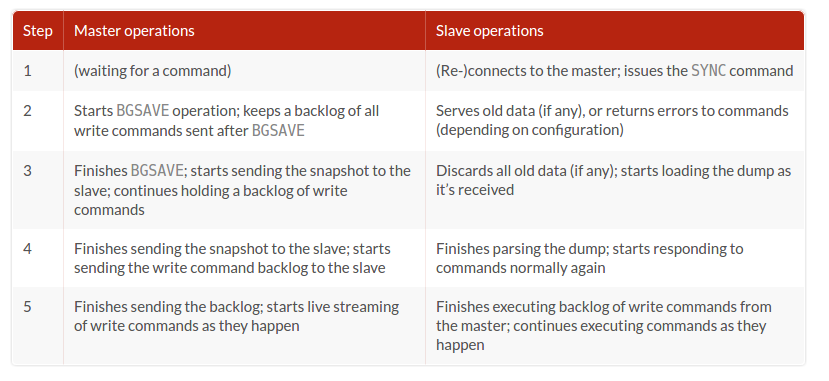 Step Master operations Slave operations
1 (waiting for a command) (Re-)connects to the master; issues the SYNC command
2 Starts BGSAVE operation; keeps a backlog of all
write commands sent after BGSAVE
Serves old data (if any), or returns errors to commands
(depending on configuration)
3 Finishes BGSAVE; starts sending the snapshot to the
slave; continues holding a backlog of write
commands
Discards all old data (if any); starts loading the dump as
it’s received
4 Finishes sending the snapshot to the slave; starts
sending the write command backlog to the slave
Finishes parsing the dump; starts responding to
commands normally again
5 Finishes sending the backlog; starts live streaming
of write commands as they happen
Finishes executing backlog of write commands from
the master; continues executing commands as they
happen